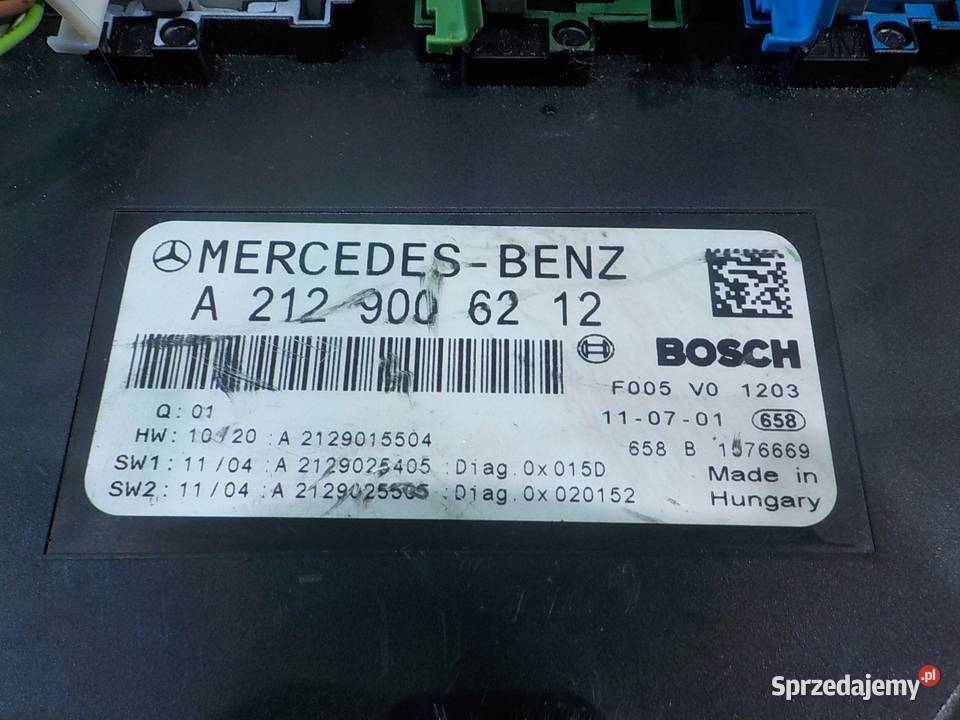 MERCEDES-BENZ
A 212 900 62 12
BOSCH
F005 V0 1203
Q: 01
11-07-01 658
HW: 10/20 :A 2129015504
658 B 1576669
SW1: 11/04 :A 2129025405 :Diag.0x015D
Made in
SW2: 11/04 :A 2129025505 :Diag.0x020152
Hungary
Sprzedajemy.pl